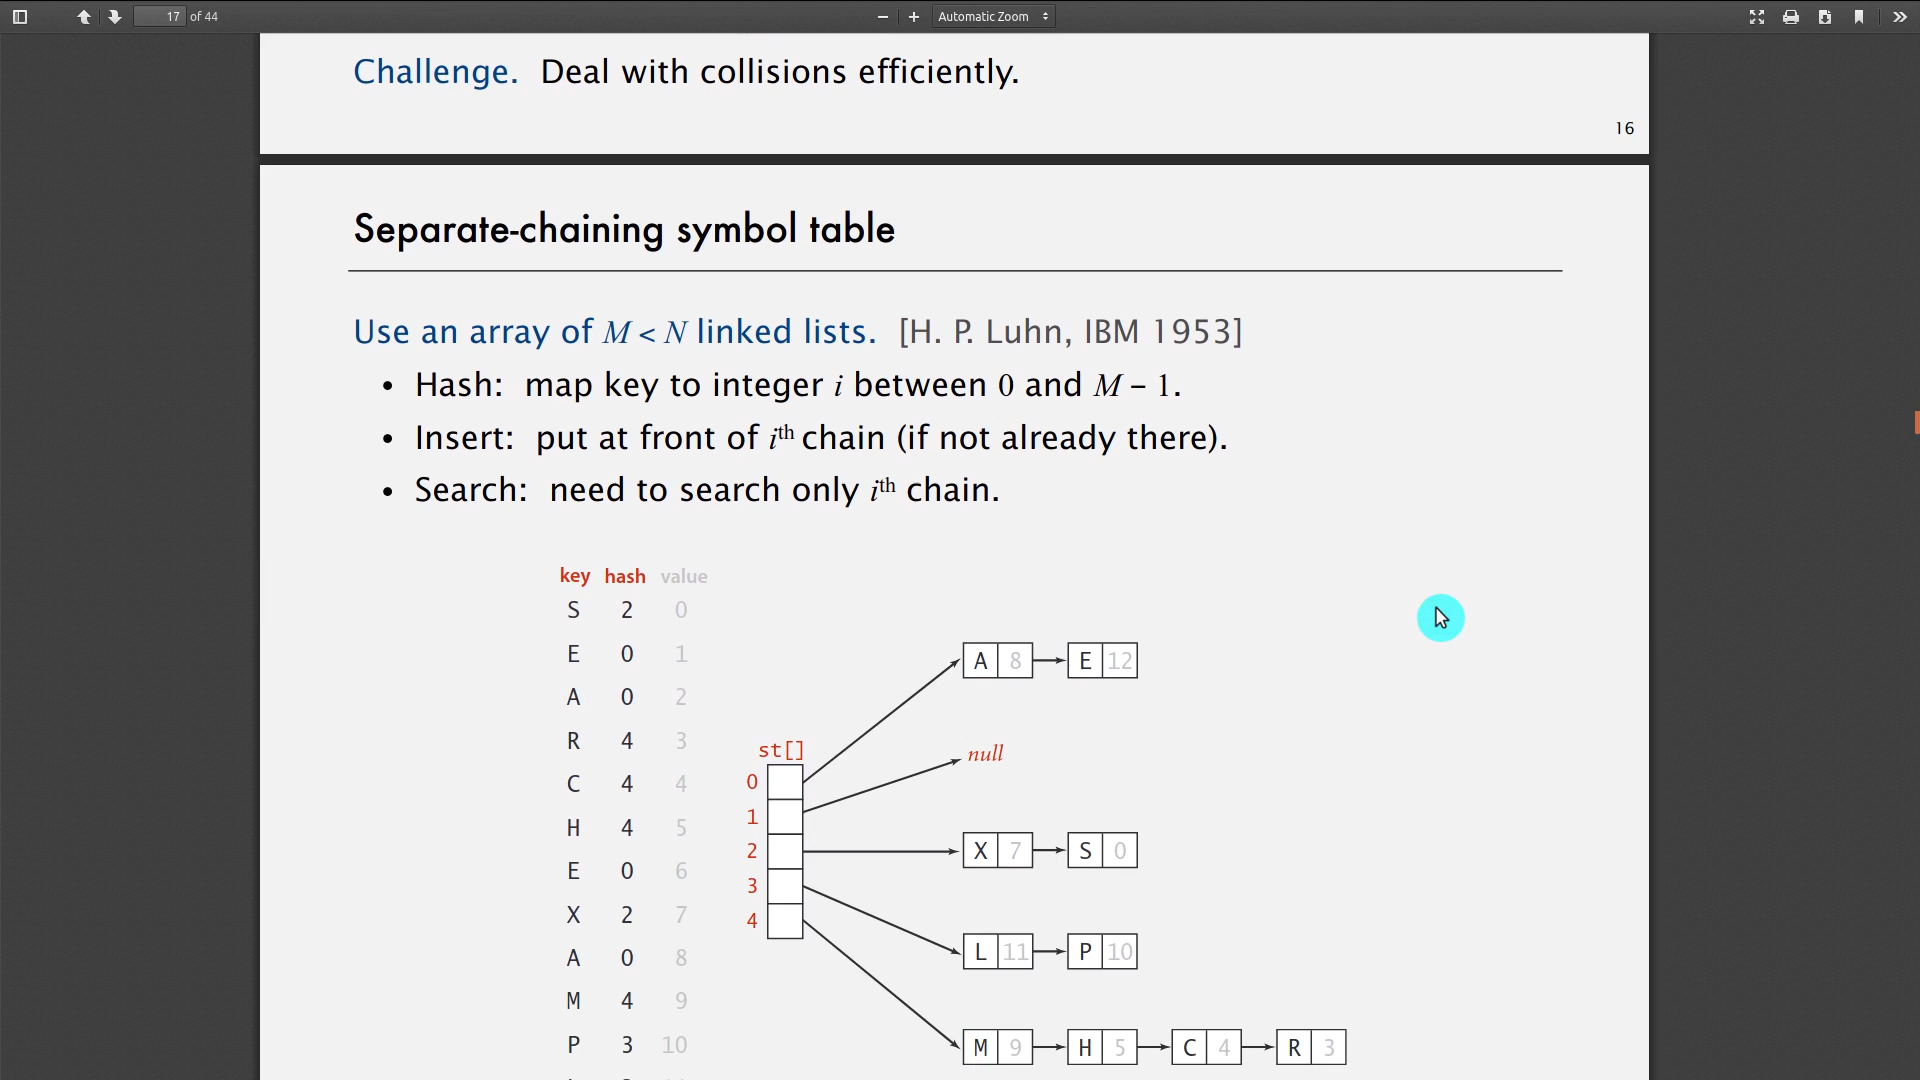 17 of 44
Automatic Zoom
Challenge. Deal with collisions efficiently.
16
Separate-chaining symbol table
Use an array of M < N linked lists. [H. P. Luhn, IBM 1953]
• Hash: map key to integer i between 0 and M – 1.
• Insert: put at front of ith chain (if not already there).
• Search: need to search only ith chain.
key hash value
S 2 0
E 0 1
A 0 2
R 4 3
C 4 4
H 4 5
E 0 6
X 2 7
A 0 8
M 4 9
P 3 10
st[]
0
1
2
3
4
A 8 E 12
null
X 7 S 0
L 11 P 10
M 9 H 5 C 4 R 3